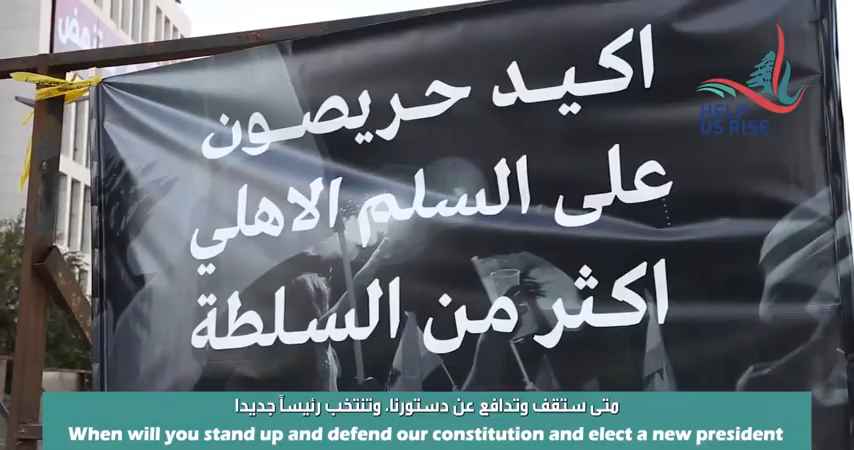 اكيد حريصون
على السلم الاهلي
اكثر من السلطة
HELP
US RISE
متى ستقف وتدافع عن دستورنا، وتنتخب رئيساً جديدا
When will you stand up and defend our constitution and elect a new president